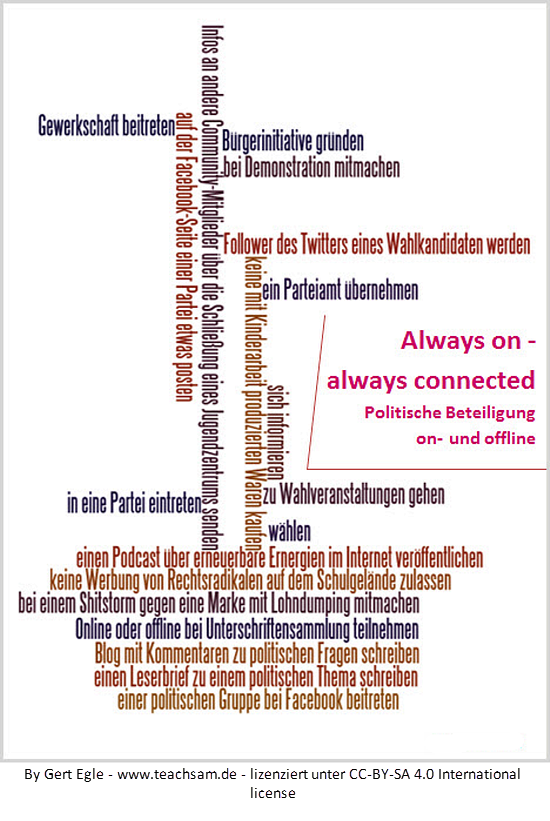 Infos an andere Community-Mitglieder über die Schließung eines Jugendzentrums senden
Gewerkschaft beitreten
auf der Facebook-Seite einer Partei etwas posten
Bürgerinitiative gründen
bei Demonstration mitmachen
Follower des Twitters eines Wahlkandidaten werden
keine mit Kinderarbeit produzierten Waren kaufen
ein Parteiamt übernehmen
Always on -
always connected
Politische Beteiligung
on- und offline
sich informieren
in eine Partei eintreten
zu Wahlveranstaltungen gehen
wählen
einen Podcast über erneuerbare Ernergien im Internet veröffentlichen
keine Werbung von Rechtsradikalen auf dem Schulgelände zulassen
bei einem Shitstorm gegen eine Marke mit Lohndumping mitmachen
Online oder offline bei Unterschriftensammlung teilnehmen
Blog mit Kommentaren zu politischen Fragen schreiben
einen Leserbrief zu einem politischen Thema schreiben
einer politischen Gruppe bei Facebook beitreten
By Gert Egle - www.teachsam.de - lizenziert unter CC-BY-SA 4.0 International
license